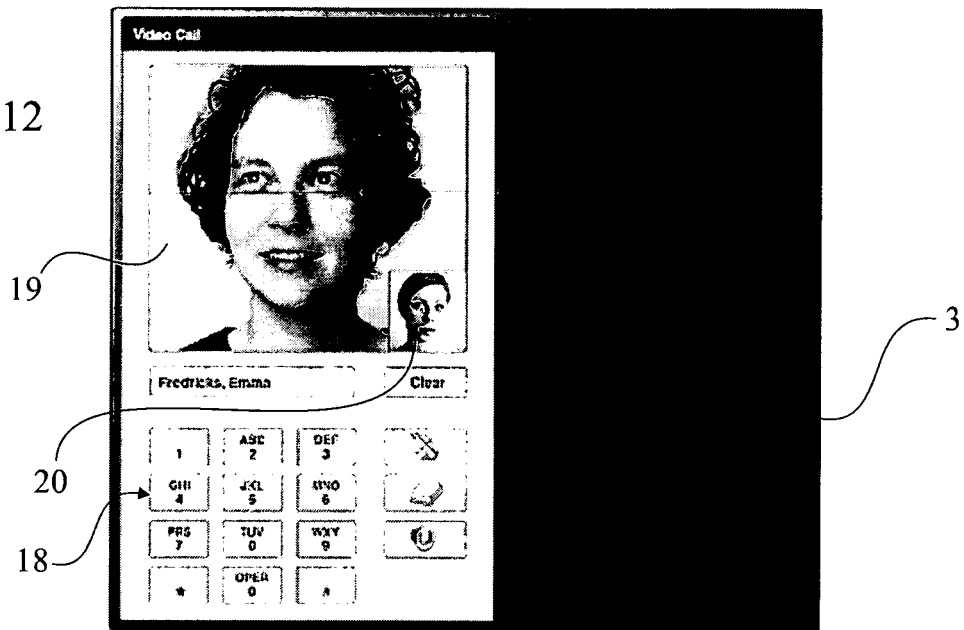 Video Call
12
19
3
Fredricks, Emma Clear
1 ABC 2 DEF 3
20
GHI 4 JKL 5 MNO 6
18
PRS 7 TUV 0 WXY 9
* OPER 0